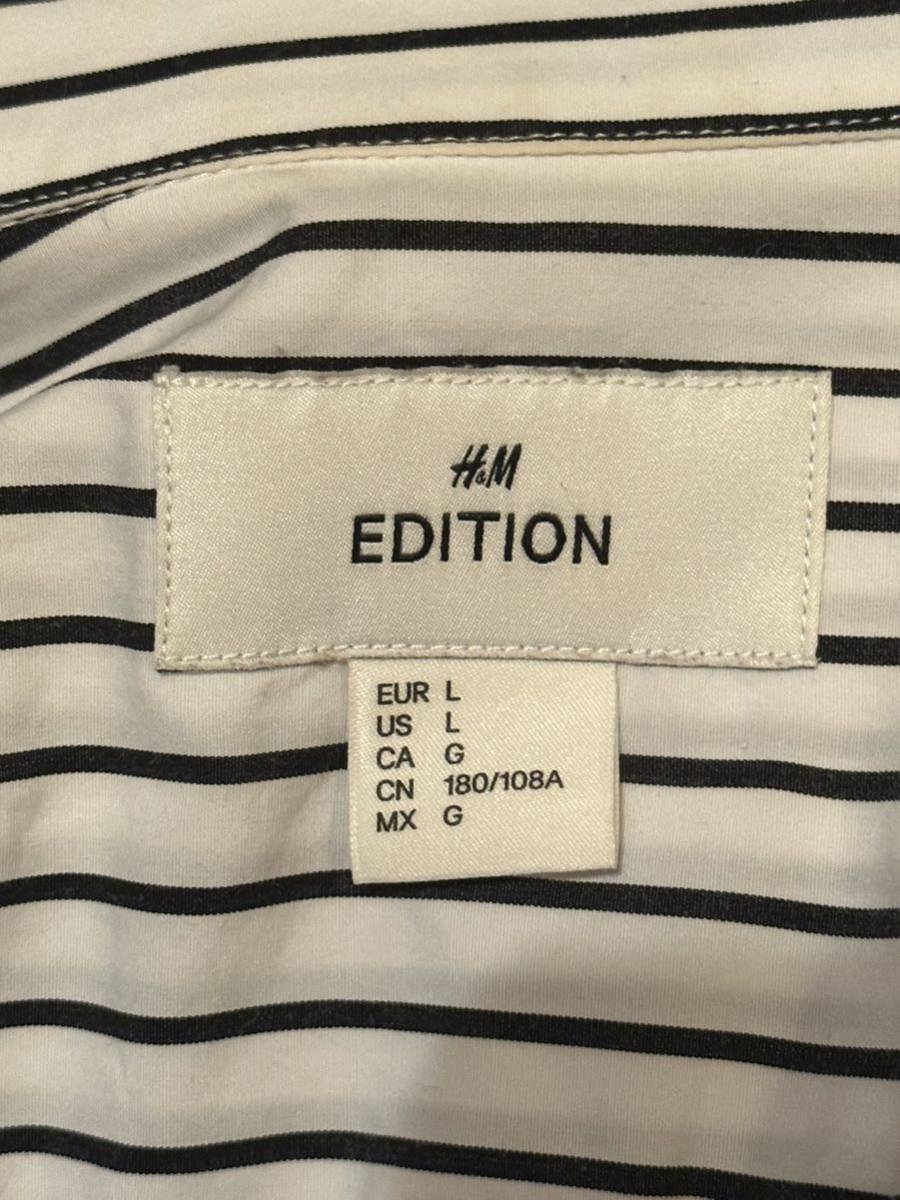 H&M
EDITION
EUR L
US L
CA G
CN 180/108A
MX G